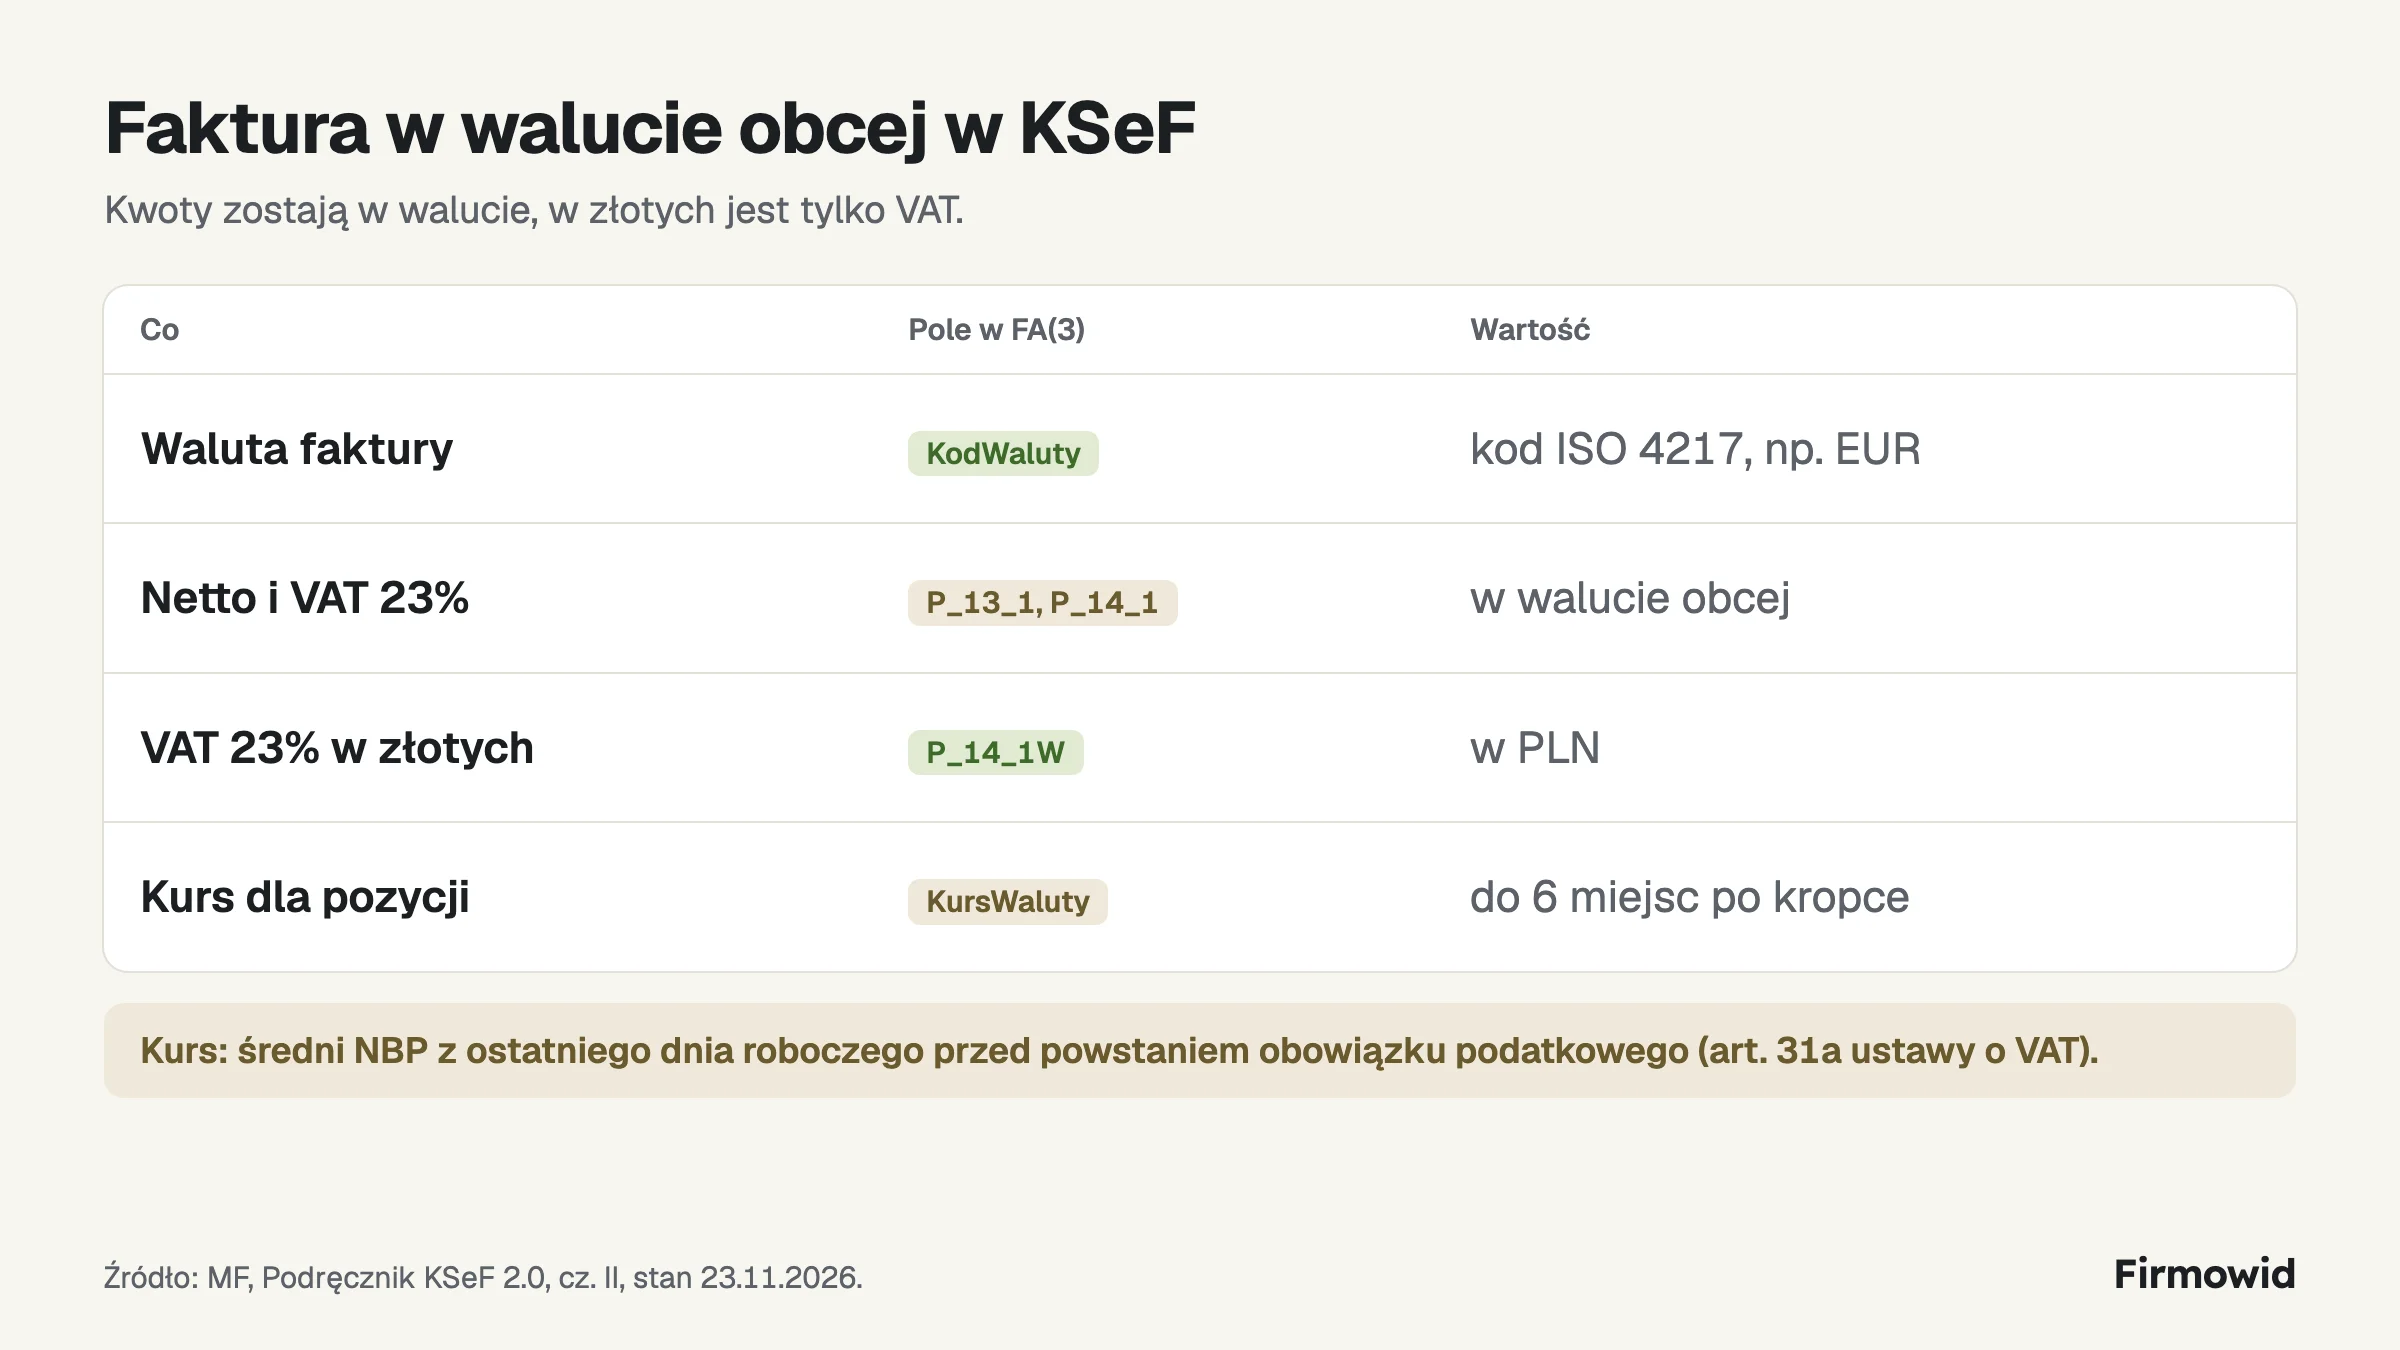 Faktura w walucie obcej w KSeF
Kwoty zostają w walucie, w złotych jest tylko VAT.
Co Pole w FA(3) Wartość
Waluta faktury KodWaluty kod ISO 4217, np. EUR
Netto i VAT 23% P_13_1, P_14_1 w walucie obcej
VAT 23% w złotych P_14_1W w PLN
Kurs dla pozycji KursWaluty do 6 miejsc po kropce
Kurs: średni NBP z ostatniego dnia roboczego przed powstaniem obowiązku podatkowego (art. 31a ustawy o VAT).
Źródło: MF, Podręcznik KSeF 2.0, cz. II, stan 23.11.2026.
Firmowid